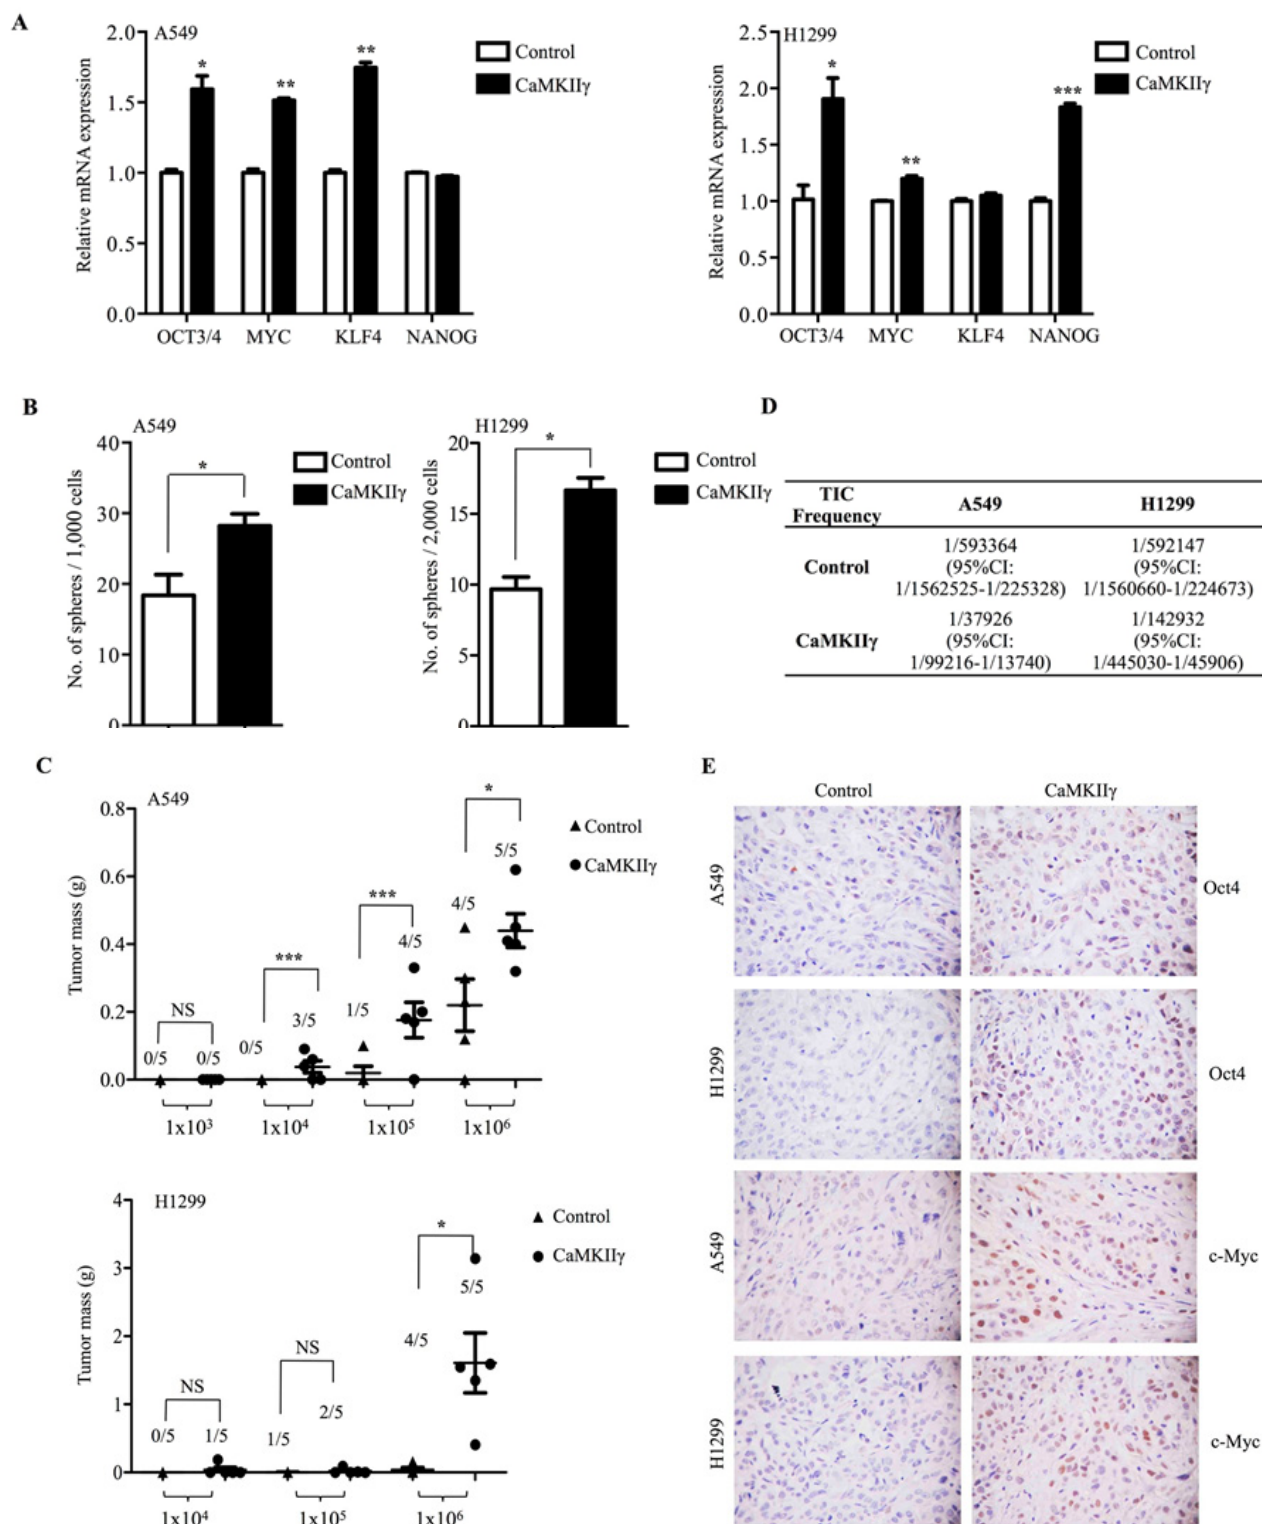 A
A549
Control
CaMKIIγ
Relative mRNA expression
2.0
1.5
1.0
0.5
0.0
*
**
**
OCT3/4 MYC KLF4 NANOG
H1299
Control
CaMKIIγ
Relative mRNA expression
2.5
2.0
1.5
1.0
0.5
0.0
*
**
***
OCT3/4 MYC KLF4 NANOG
B
A549
Control
CaMKIIγ
No. of spheres / 1,000 cells
40
30
20
10
0
*
H1299
Control
CaMKIIγ
No. of spheres / 2,000 cells
20
15
10
5
0
*
D
TIC Frequency A549 H1299
Control
1/593364 (95%CI: 1/1562525-1/225328)
1/592147 (95%CI: 1/1560660-1/224673)
CaMKIIγ
1/37926 (95%CI: 1/99216-1/13740)
1/142932 (95%CI: 1/445030-1/45906)
C
A549
Control
CaMKIIγ
Tumor mass (g)
0.8
0.6
0.4
0.2
0.0
NS
0/5 0/5
***
0/5 3/5
***
1/5 4/5
*
4/5 5/5
1x10³ 1x10⁴ 1x10⁵ 1x10⁶
H1299
Control
CaMKIIγ
Tumor mass (g)
4
3
2
1
0
NS
0/5 1/5
NS
1/5 2/5
*
4/5 5/5
1x10⁴ 1x10⁵ 1x10⁶
E
Control CaMKIIγ
A549 Oct4
H1299 Oct4
A549 c-Myc
H1299 c-Myc